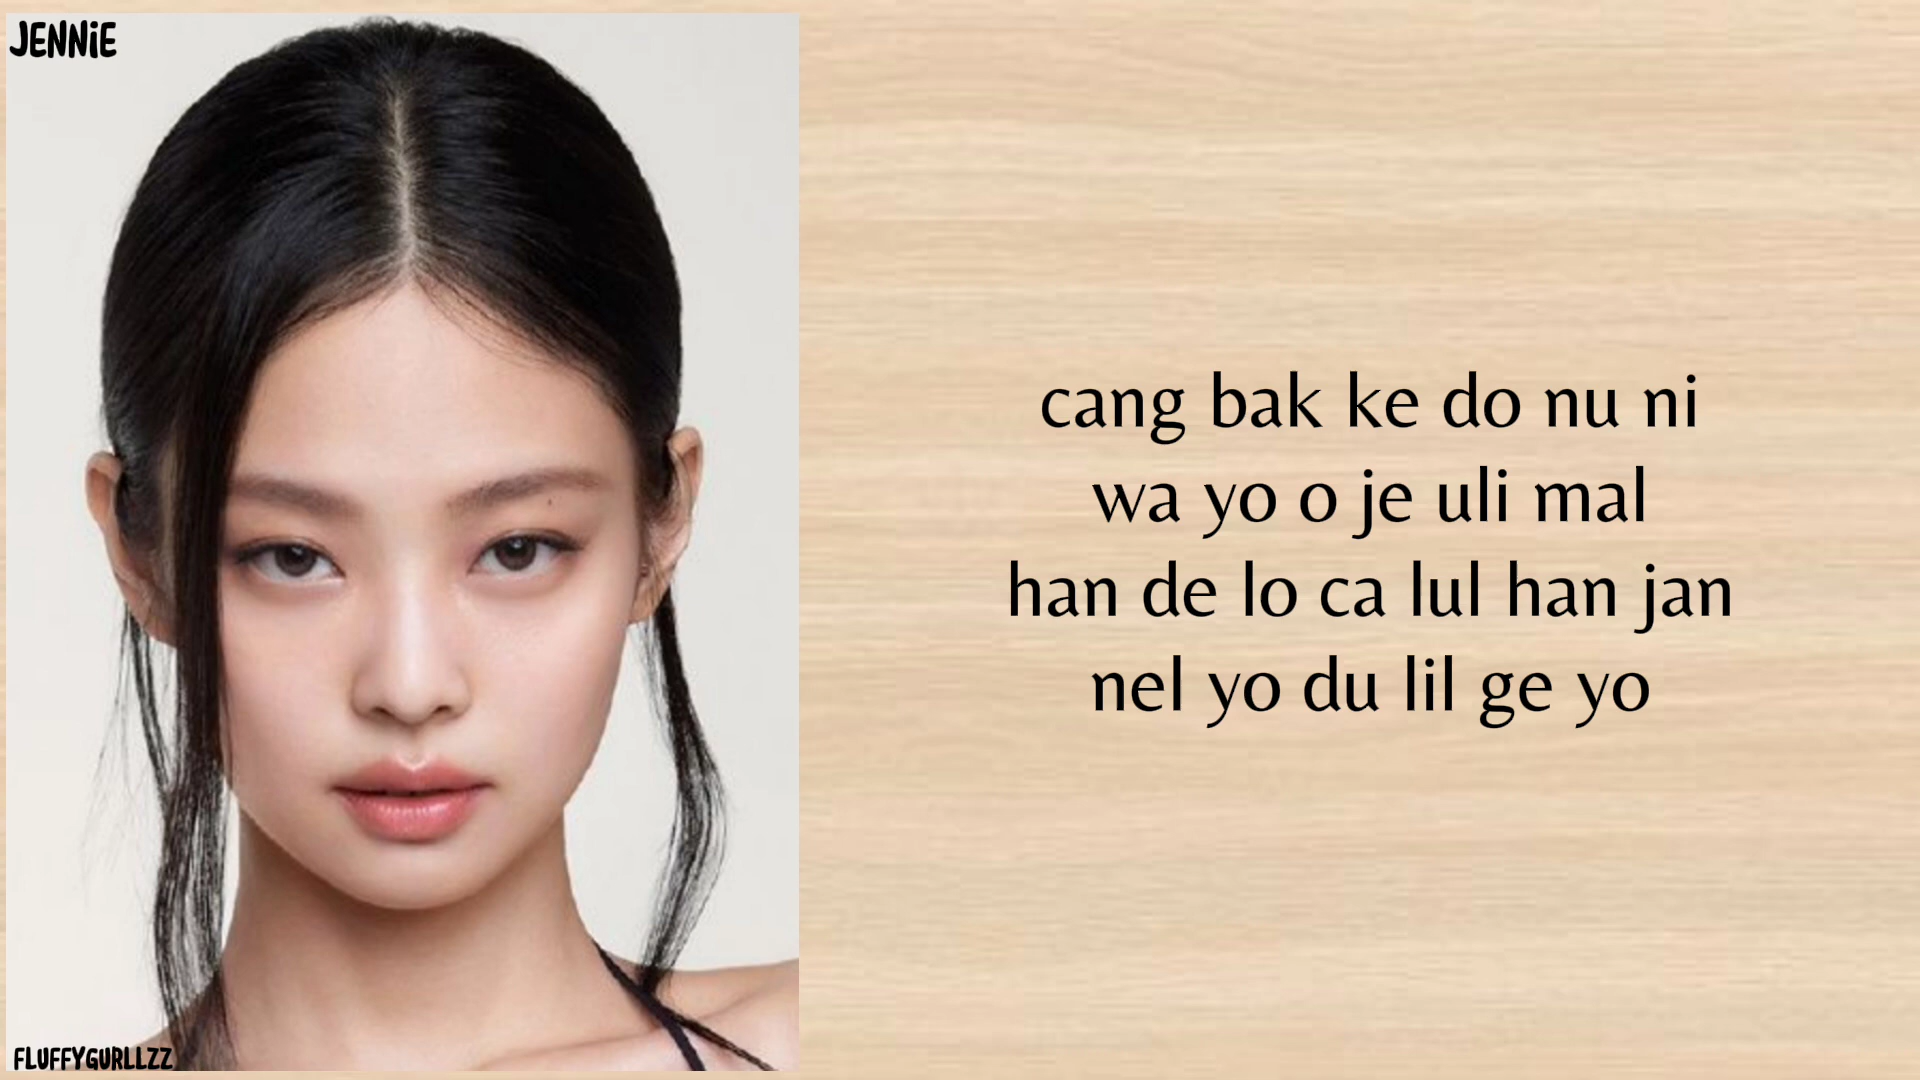 JENNIE
cang bak ke do nu ni
wa yo o je uli mal
han de lo ca lul han jan
nel yo du lil ge yo
FLUFFYGURLLZZ